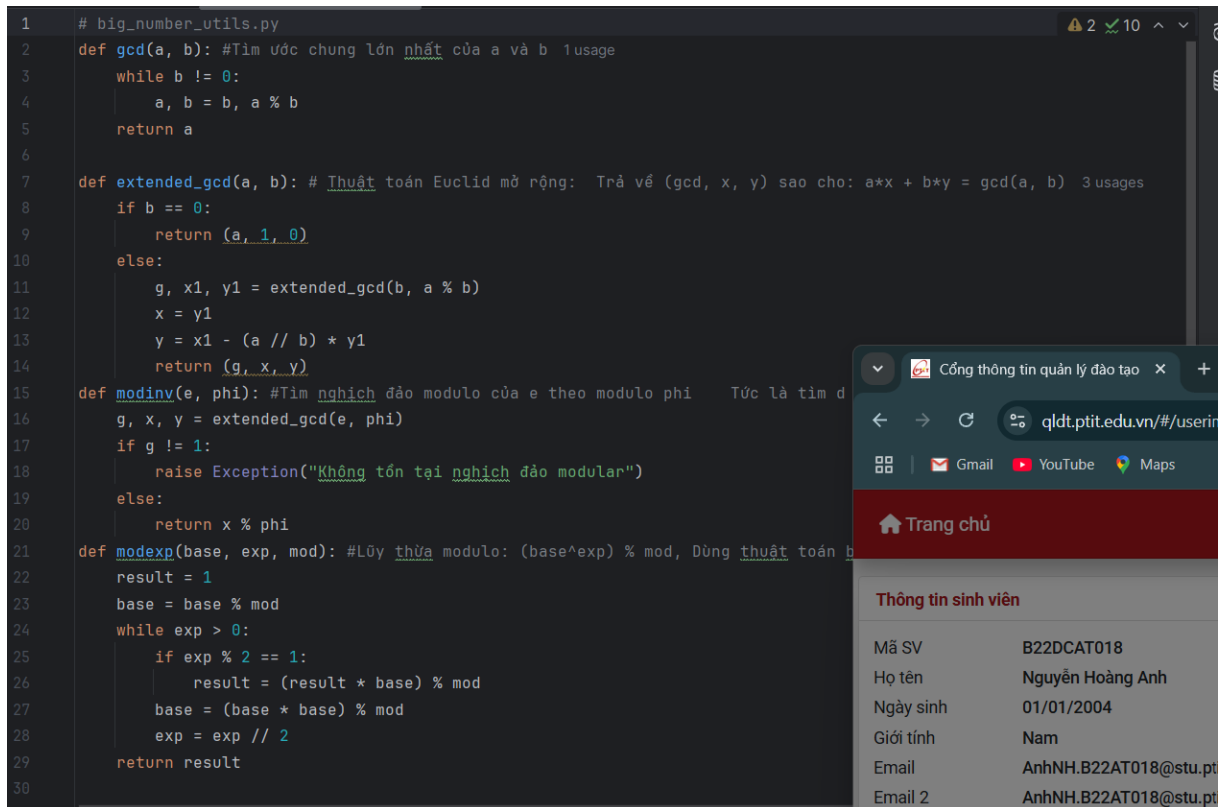 1 # big_number_utils.py
2 10
2 def gcd(a, b): #Tìm ước chung lớn nhất của a và b 1 usage
3 while b != 0:
4 a, b = b, a % b
5 return a
6
7 def extended_gcd(a, b): # Thuật toán Euclid mở rộng: Trả về (gcd, x, y) sao cho: a*x + b*y = gcd(a, b) 3 usages
8 if b == 0:
9 return (a, 1, 0)
10 else:
11 g, x1, y1 = extended_gcd(b, a % b)
12 x = y1
13 y = x1 - (a // b) * y1
14 return (g, x, y)
15 def modinv(e, phi): #Tìm nghịch đảo modulo của e theo modulo phi Tức là tìm d
16 g, x, y = extended_gcd(e, phi)
17 if g != 1:
18 raise Exception("Không tồn tại nghịch đảo modular")
19 else:
20 return x % phi
21 def modexp(base, exp, mod): #Lũy thừa modulo: (base^exp) % mod, Dùng thuật toán b
22 result = 1
23 base = base % mod
24 while exp > 0:
25 if exp % 2 == 1:
26 result = (result * base) % mod
27 base = (base * base) % mod
28 exp = exp // 2
29 return result
30
Cổng thông tin quản lý đào tạo
qldt.ptit.edu.vn/#/userin
Gmail YouTube Maps
Trang chủ
Thông tin sinh viên
Mã SV B22DCAT018
Họ tên Nguyễn Hoàng Anh
Ngày sinh 01/01/2004
Giới tính Nam
Email AnhNH.B22AT018@stu.pti
Email 2 AnhNH.B22AT018@stu.pt